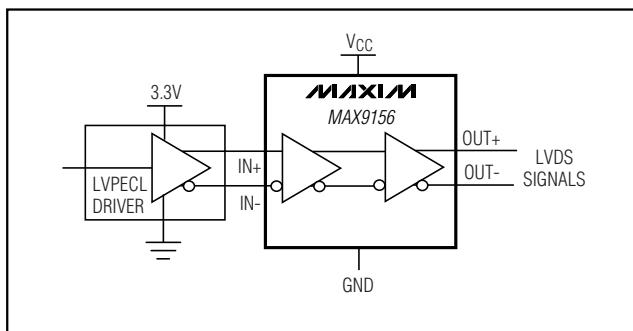 VCC
3.3V
MAXIM
MAX9156
LVPECL
DRIVER
IN+
IN-
OUT+
OUT-
LVDS
SIGNALS
GND